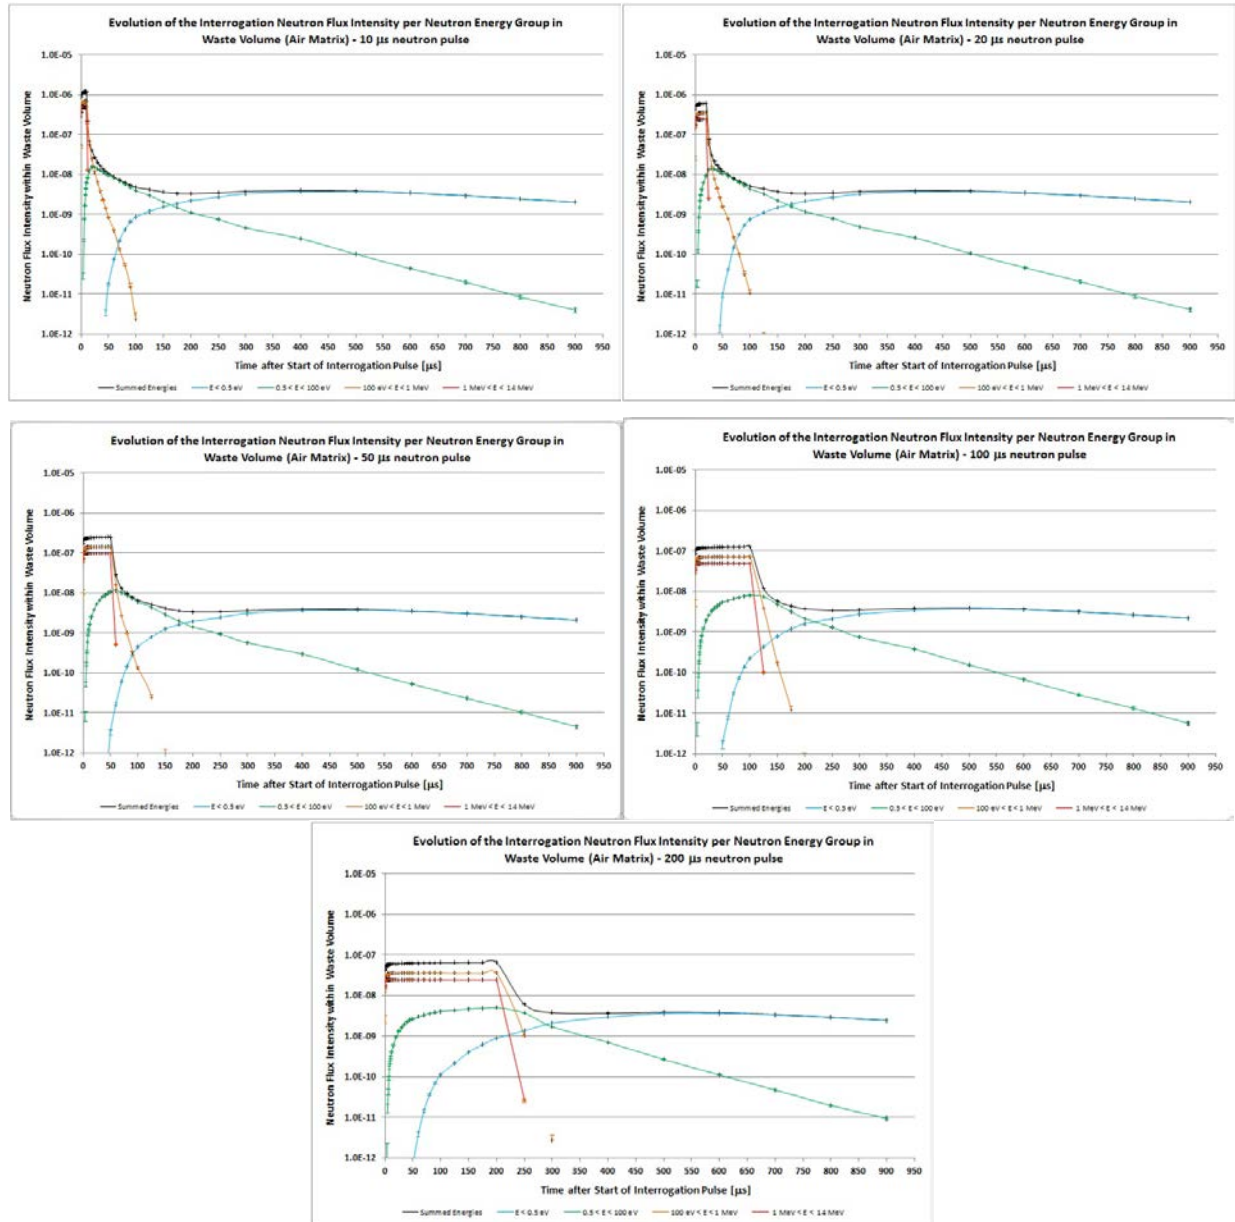 Evolution of the Interrogation Neutron Flux Intensity per Neutron Energy Group in
Waste Volume (Air Matrix) - 10 µs neutron pulse
Neutron Flux Intensity within Waste Volume
1.0E-05
1.0E-06
1.0E-07
1.0E-08
1.0E-09
1.0E-10
1.0E-11
1.0E-12
0 50 100 150 200 250 300 350 400 450 500 550 600 650 700 750 800 850 900 950
Time after Start of Interrogation Pulse [µs]
Summed Energies E < 0.5 eV 0.5 < E < 100 eV 100 eV < E < 1 MeV 1 MeV < E < 14 MeV
Evolution of the Interrogation Neutron Flux Intensity per Neutron Energy Group in
Waste Volume (Air Matrix) - 20 µs neutron pulse
Neutron Flux Intensity within Waste Volume
1.0E-05
1.0E-06
1.0E-07
1.0E-08
1.0E-09
1.0E-10
1.0E-11
1.0E-12
0 50 100 150 200 250 300 350 400 450 500 550 600 650 700 750 800 850 900 950
Time after Start of Interrogation Pulse [µs]
Summed Energies E < 0.5 eV 0.5 < E < 100 eV 100 eV < E < 1 MeV 1 MeV < E < 14 MeV
Evolution of the Interrogation Neutron Flux Intensity per Neutron Energy Group in
Waste Volume (Air Matrix) - 50 µs neutron pulse
Neutron Flux Intensity within Waste Volume
1.0E-05
1.0E-06
1.0E-07
1.0E-08
1.0E-09
1.0E-10
1.0E-11
1.0E-12
0 50 100 150 200 250 300 350 400 450 500 550 600 650 700 750 800 850 900 950
Time after Start of Interrogation Pulse [µs]
Summed Energies E < 0.5 eV 0.5 < E < 100 eV 100 eV < E < 1 MeV 1 MeV < E < 14 MeV
Evolution of the Interrogation Neutron Flux Intensity per Neutron Energy Group in
Waste Volume (Air Matrix) - 100 µs neutron pulse
Neutron Flux Intensity within Waste Volume
1.0E-05
1.0E-06
1.0E-07
1.0E-08
1.0E-09
1.0E-10
1.0E-11
1.0E-12
0 50 100 150 200 250 300 350 400 450 500 550 600 650 700 750 800 850 900 950
Time after Start of Interrogation Pulse [µs]
Summed Energies E < 0.5 eV 0.5 < E < 100 eV 100 eV < E < 1 MeV 1 MeV < E < 14 MeV
Evolution of the Interrogation Neutron Flux Intensity per Neutron Energy Group in
Waste Volume (Air Matrix) - 200 µs neutron pulse
Neutron Flux Intensity within Waste Volume
1.0E-05
1.0E-06
1.0E-07
1.0E-08
1.0E-09
1.0E-10
1.0E-11
1.0E-12
0 50 100 150 200 250 300 350 400 450 500 550 600 650 700 750 800 850 900 950
Time after Start of Interrogation Pulse [µs]
Summed Energies E < 0.5 eV 0.5 < E < 100 eV 100 eV < E < 1 MeV 1 MeV < E < 14 MeV